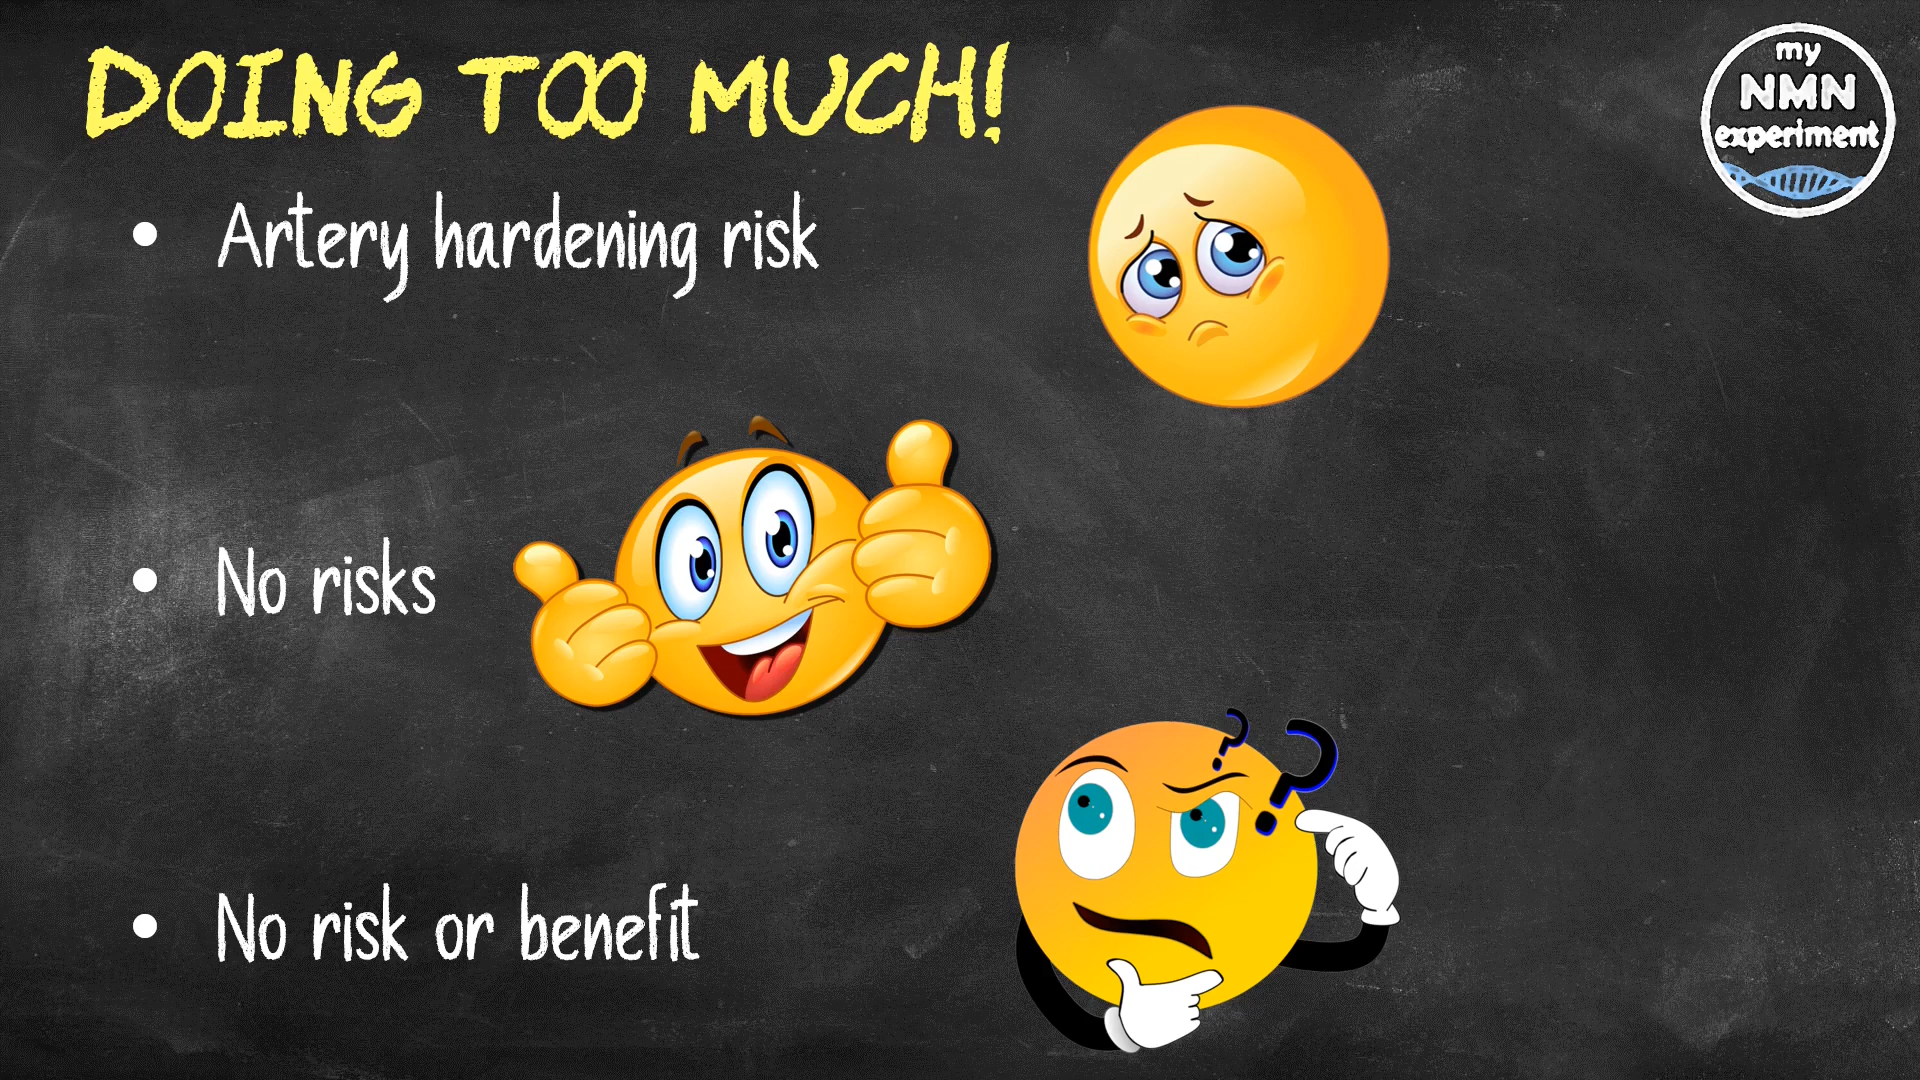 DOING TOO MUCH!
my
NMN
experiment
• Artery hardening risk
• No risks
? ?
• No risk or benefit